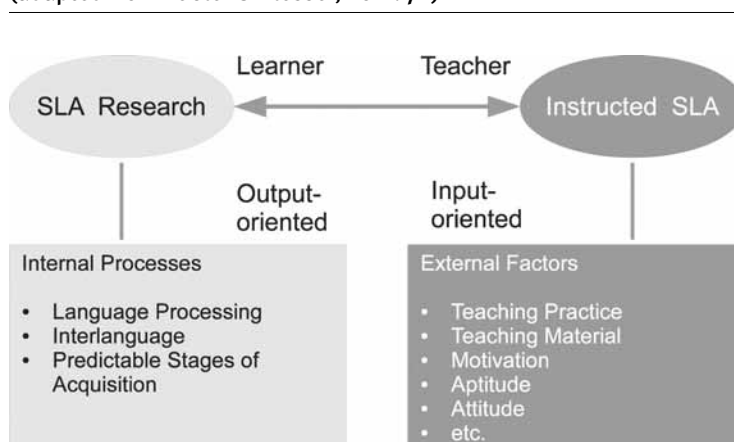 Learner
Teacher
SLA Research
Instructed SLA
Output-
oriented
Input-
oriented
Internal Processes
• Language Processing
• Interlanguage
• Predictable Stages of
Acquisition
External Factors
• Teaching Practice
• Teaching Material
• Motivation
• Aptitude
• Attitude
• etc.